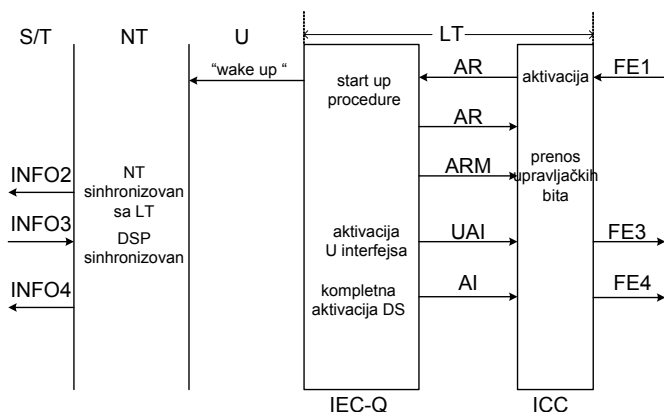 S/T NT U LT
"wake up "
start up
procedure
AR
aktivacija
FE1
AR
INFO2
NT
sinhronizovan
sa LT
ARM
prenos
upravljačkih
bita
INFO3
DSP
sinhronizovan
aktivacija
U interfejsa
UAI
FE3
INFO4
kompletna
aktivacija DS
AI
FE4
IEC-Q
ICC